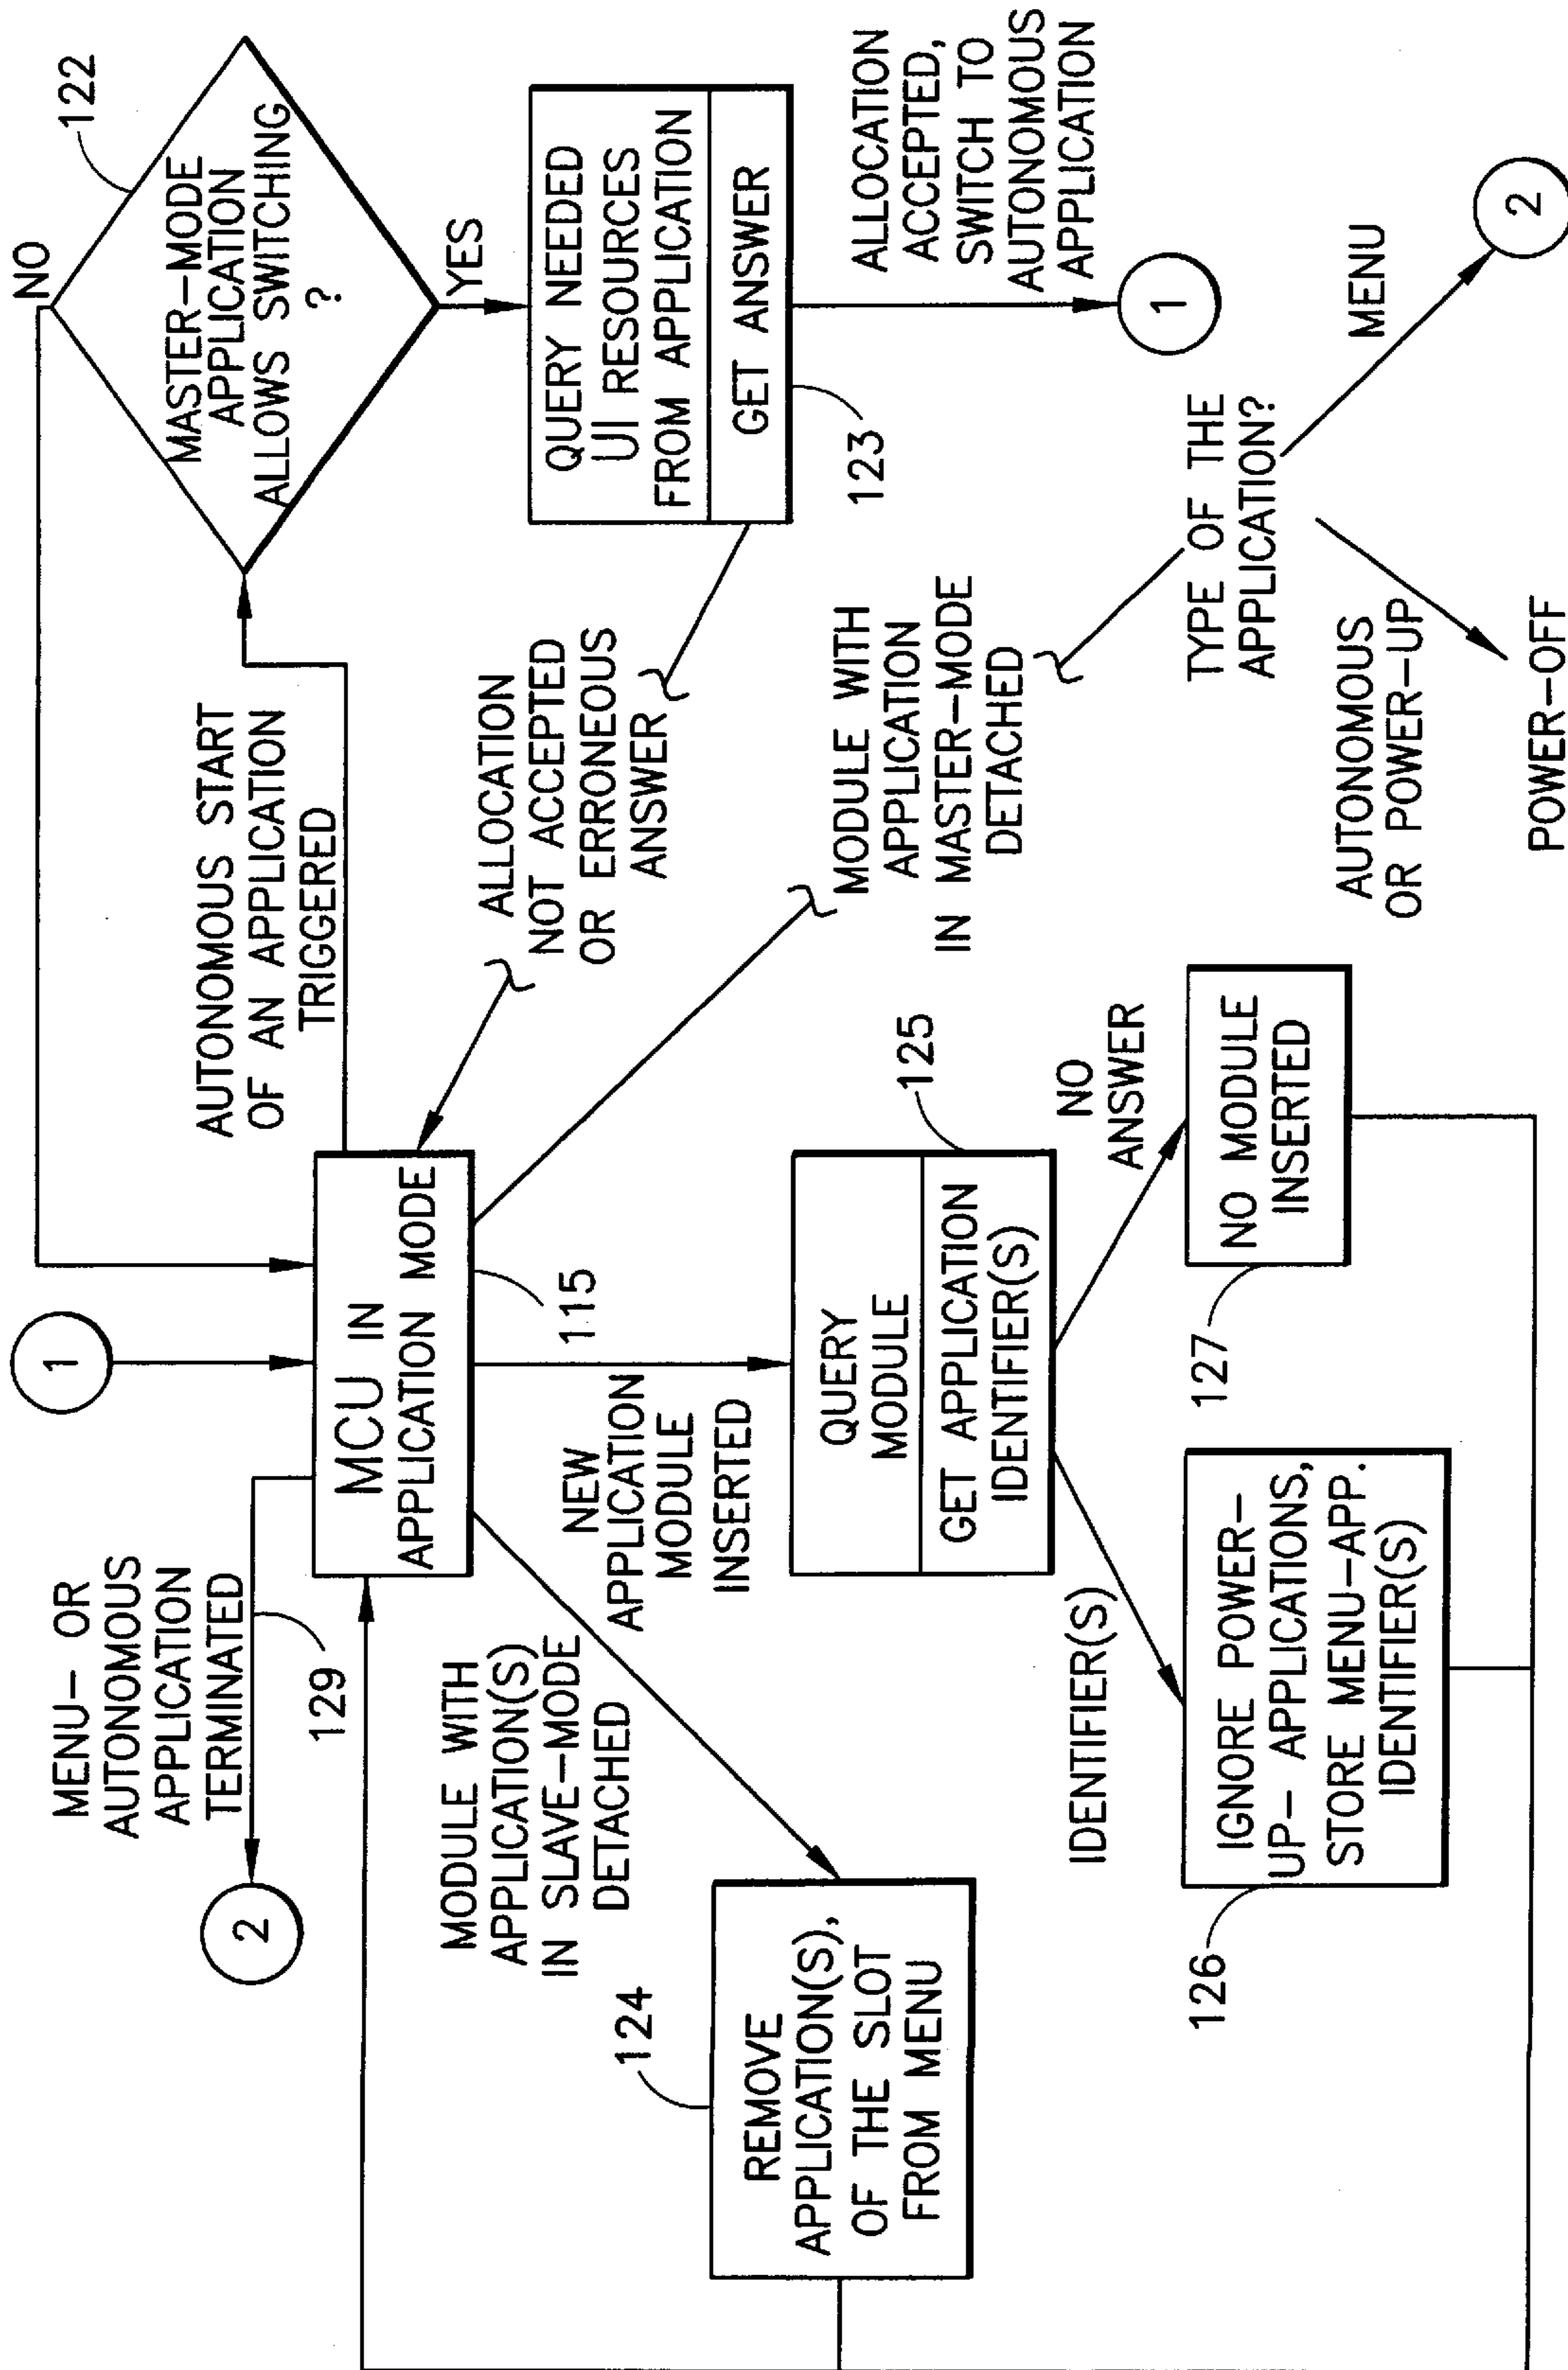 1
NO
MENU- OR
AUTONOMOUS
APPLICATION
TERMINATED
129
2
MCU IN
APPLICATION MODE
115
AUTONOMOUS START
OF AN APPLICATION
TRIGGERED
MASTER-MODE
APPLICATION
ALLOWS SWITCHING
?
122
YES
QUERY NEEDED
UI RESOURCES
FROM APPLICATION
GET ANSWER
123
ALLOCATION
NOT ACCEPTED
OR ERRONEOUS
ANSWER
ALLOCATION
ACCEPTED,
SWITCH TO
AUTONOMOUS
APPLICATION
1
MODULE WITH
APPLICATION(S)
IN SLAVE-MODE
DETACHED
124
REMOVE
APPLICATION(S),
OF THE SLOT
FROM MENU
NEW
APPLICATION
MODULE
INSERTED
QUERY
MODULE
GET APPLICATION
IDENTIFIER(S)
125
MODULE WITH
APPLICATION
IN MASTER-MODE
DETACHED
IDENTIFIER(S)
NO
ANSWER
IGNORE POWER-
UP- APPLICATIONS,
STORE MENU-APP.
IDENTIFIER(S)
126
NO MODULE
INSERTED
127
TYPE OF THE
APPLICATION?
MENU
2
AUTONOMOUS
OR POWER-UP
POWER-OFF